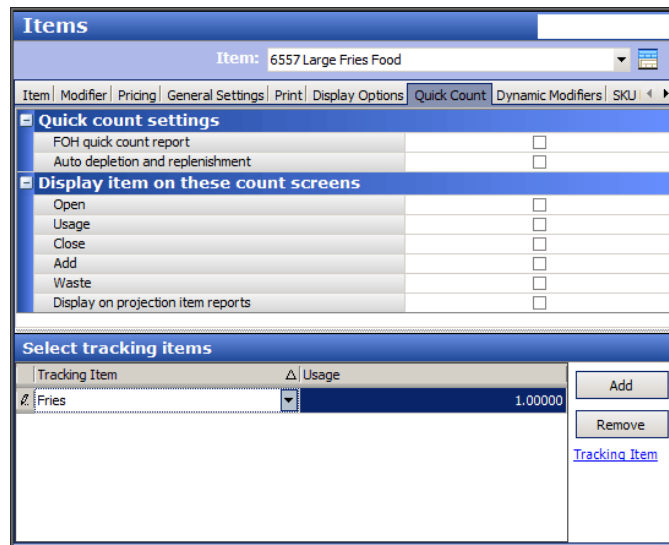 Items
Item: 6557 Large Fries Food
Item Modifier Pricing General Settings Print Display Options Quick Count Dynamic Modifiers SKU
Quick count settings
FOH quick count report
Auto depletion and replenishment
Display item on these count screens
Open
Usage
Close
Add
Waste
Display on projection item reports
Select tracking items
Tracking Item Usage
Fries 1.00000
Add
Remove
Tracking Item